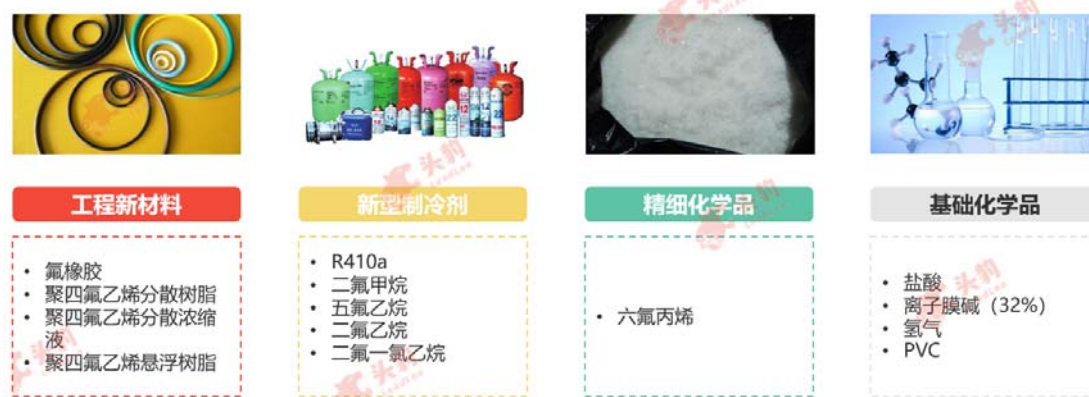 工程新材料
• 氟橡胶
• 聚四氟乙烯分散树脂
• 聚四氟乙烯分散浓缩
液
• 聚四氟乙烯悬浮树脂
新型制冷剂
• R410a
• 二氟甲烷
• 五氟乙烷
• 二氟乙烷
• 二氟一氯乙烷
精细化学品
• 六氟丙烯
基础化学品
• 盐酸
• 离子膜碱（32%）
• 氢气
• PVC
头豹
LeadLeo